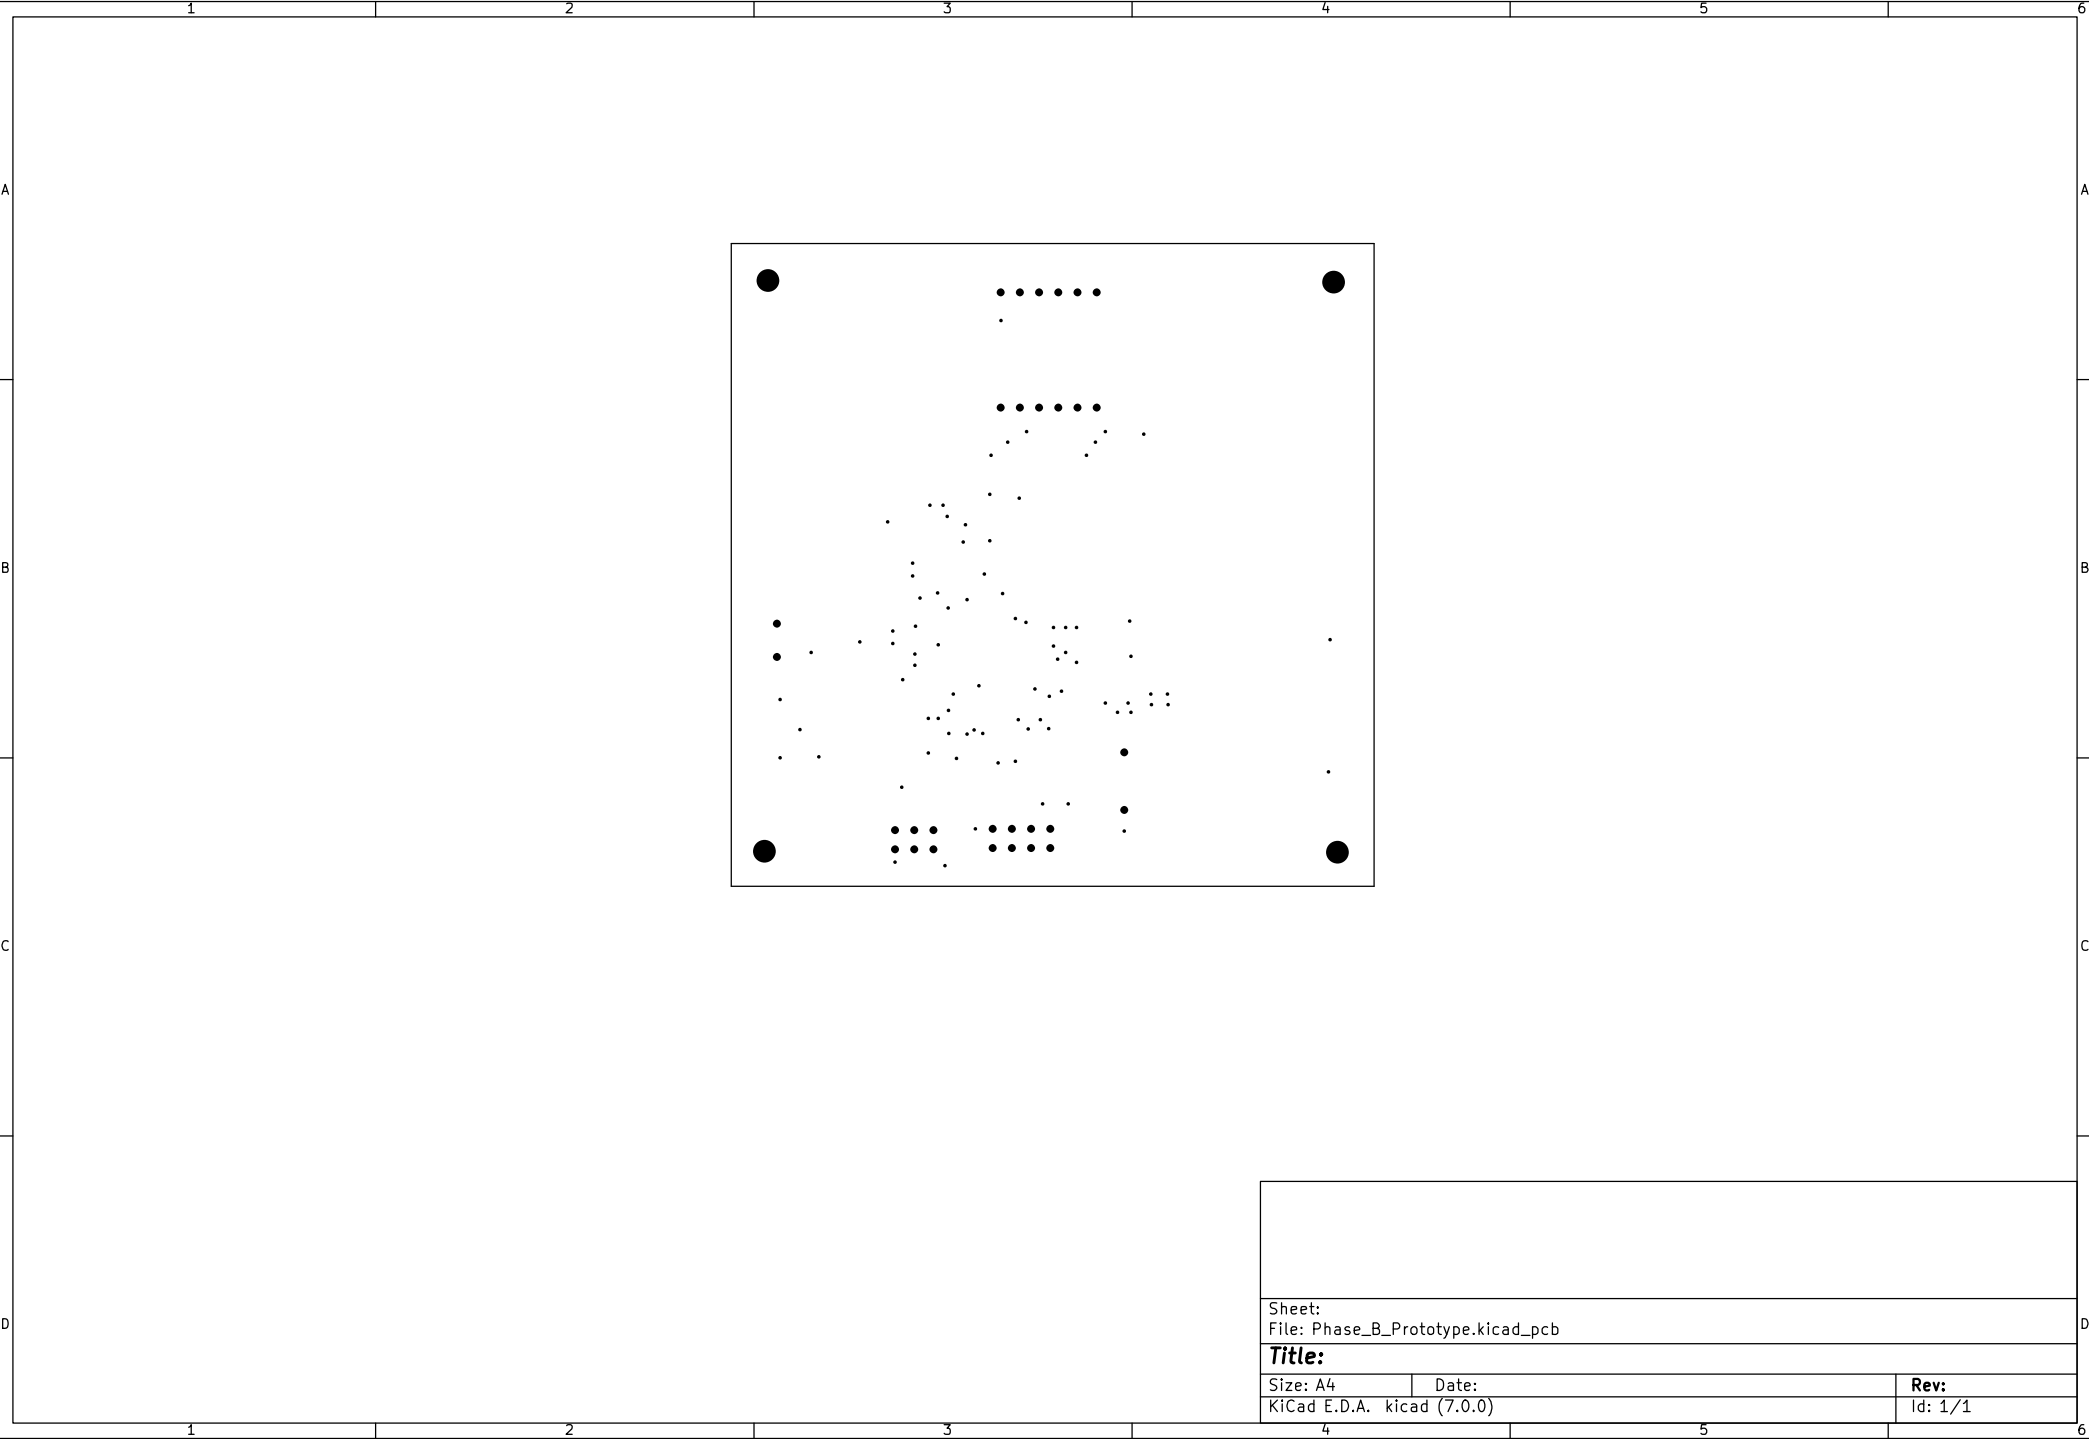 1 2 3 4 5 6
A A
B B
C C
D D
Sheet:
File: Phase_B_Prototype.kicad_pcb
Title:
Size: A4 Date: Rev:
KiCad E.D.A. kicad (7.0.0) Id: 1/1
1 2 3 4 5 6